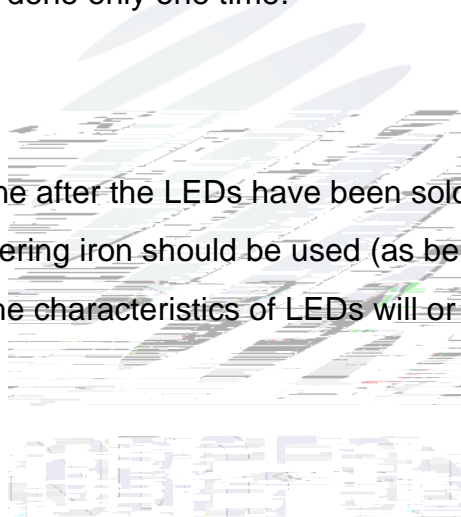 done only one time.
ne after the LEDs have been sold
ering iron should be used (as be
ne characteristics of LEDs will or